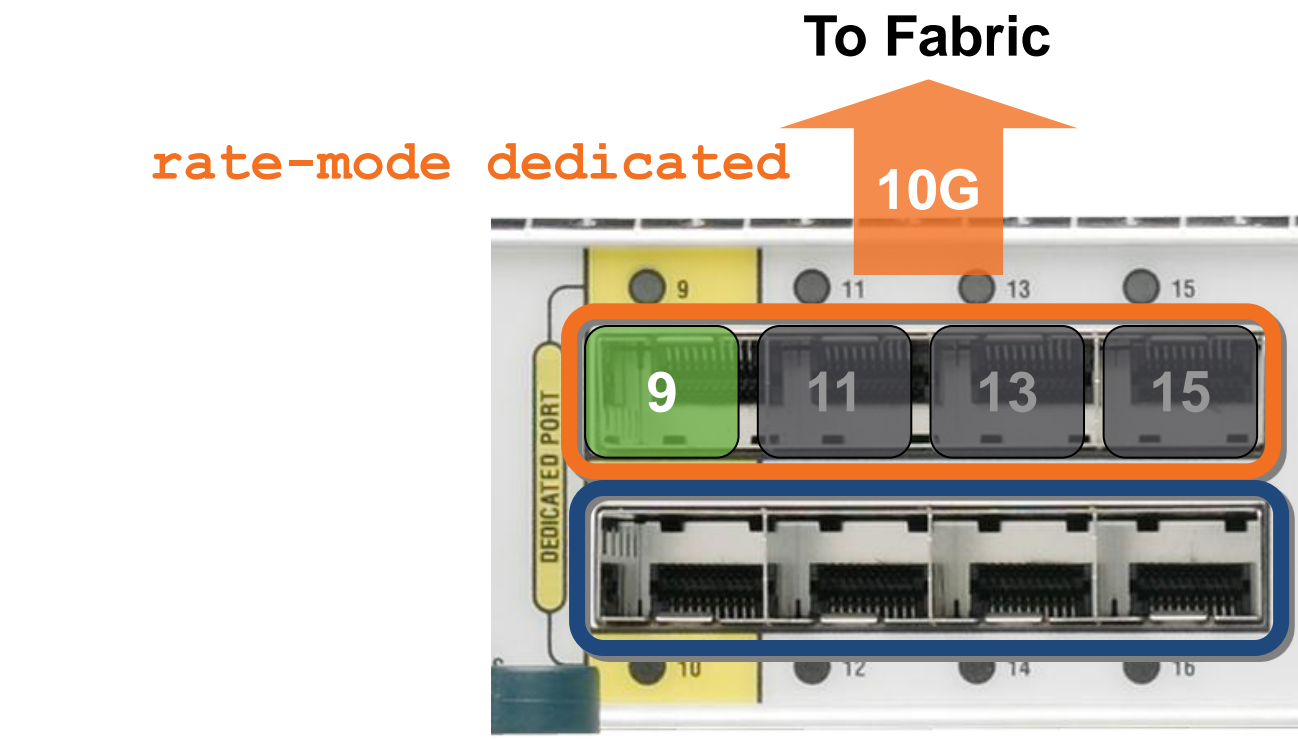 To Fabric
rate-mode dedicated
10G
9 11 13 15
9 11 13 15
DEDICATED PORT
10 12 14 16